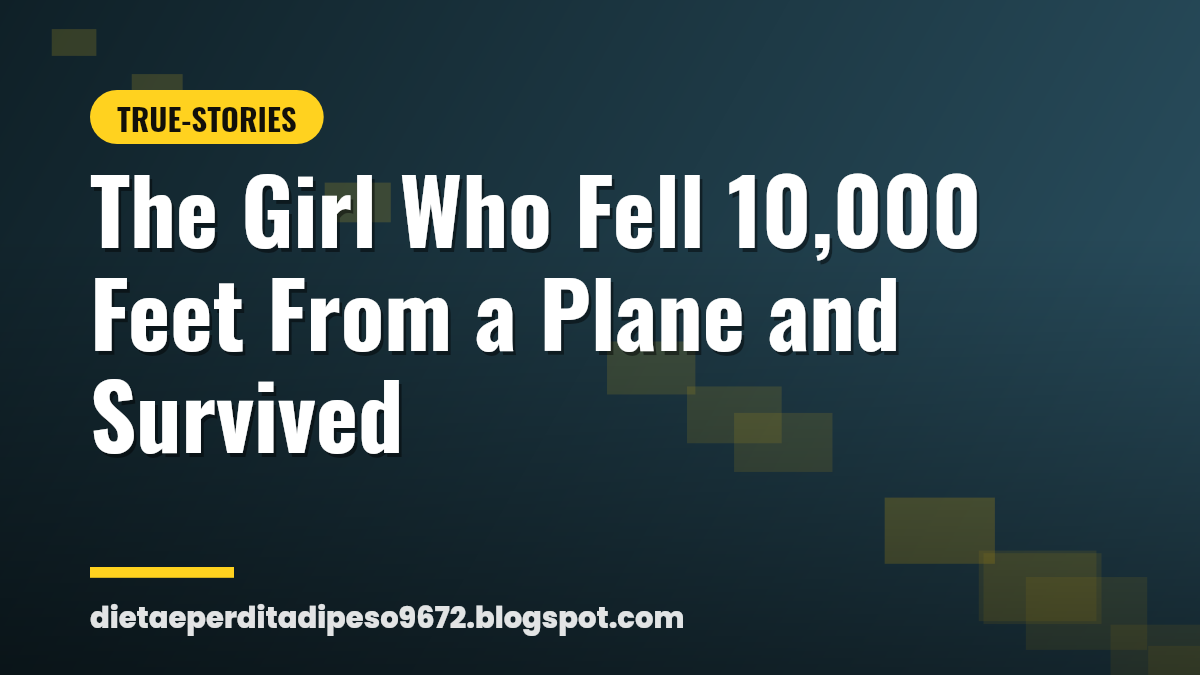 TRUE-STORIES
The Girl Who Fell 10,000
Feet From a Plane and
Survived
dietaeperditadipeso9672.blogspot.com